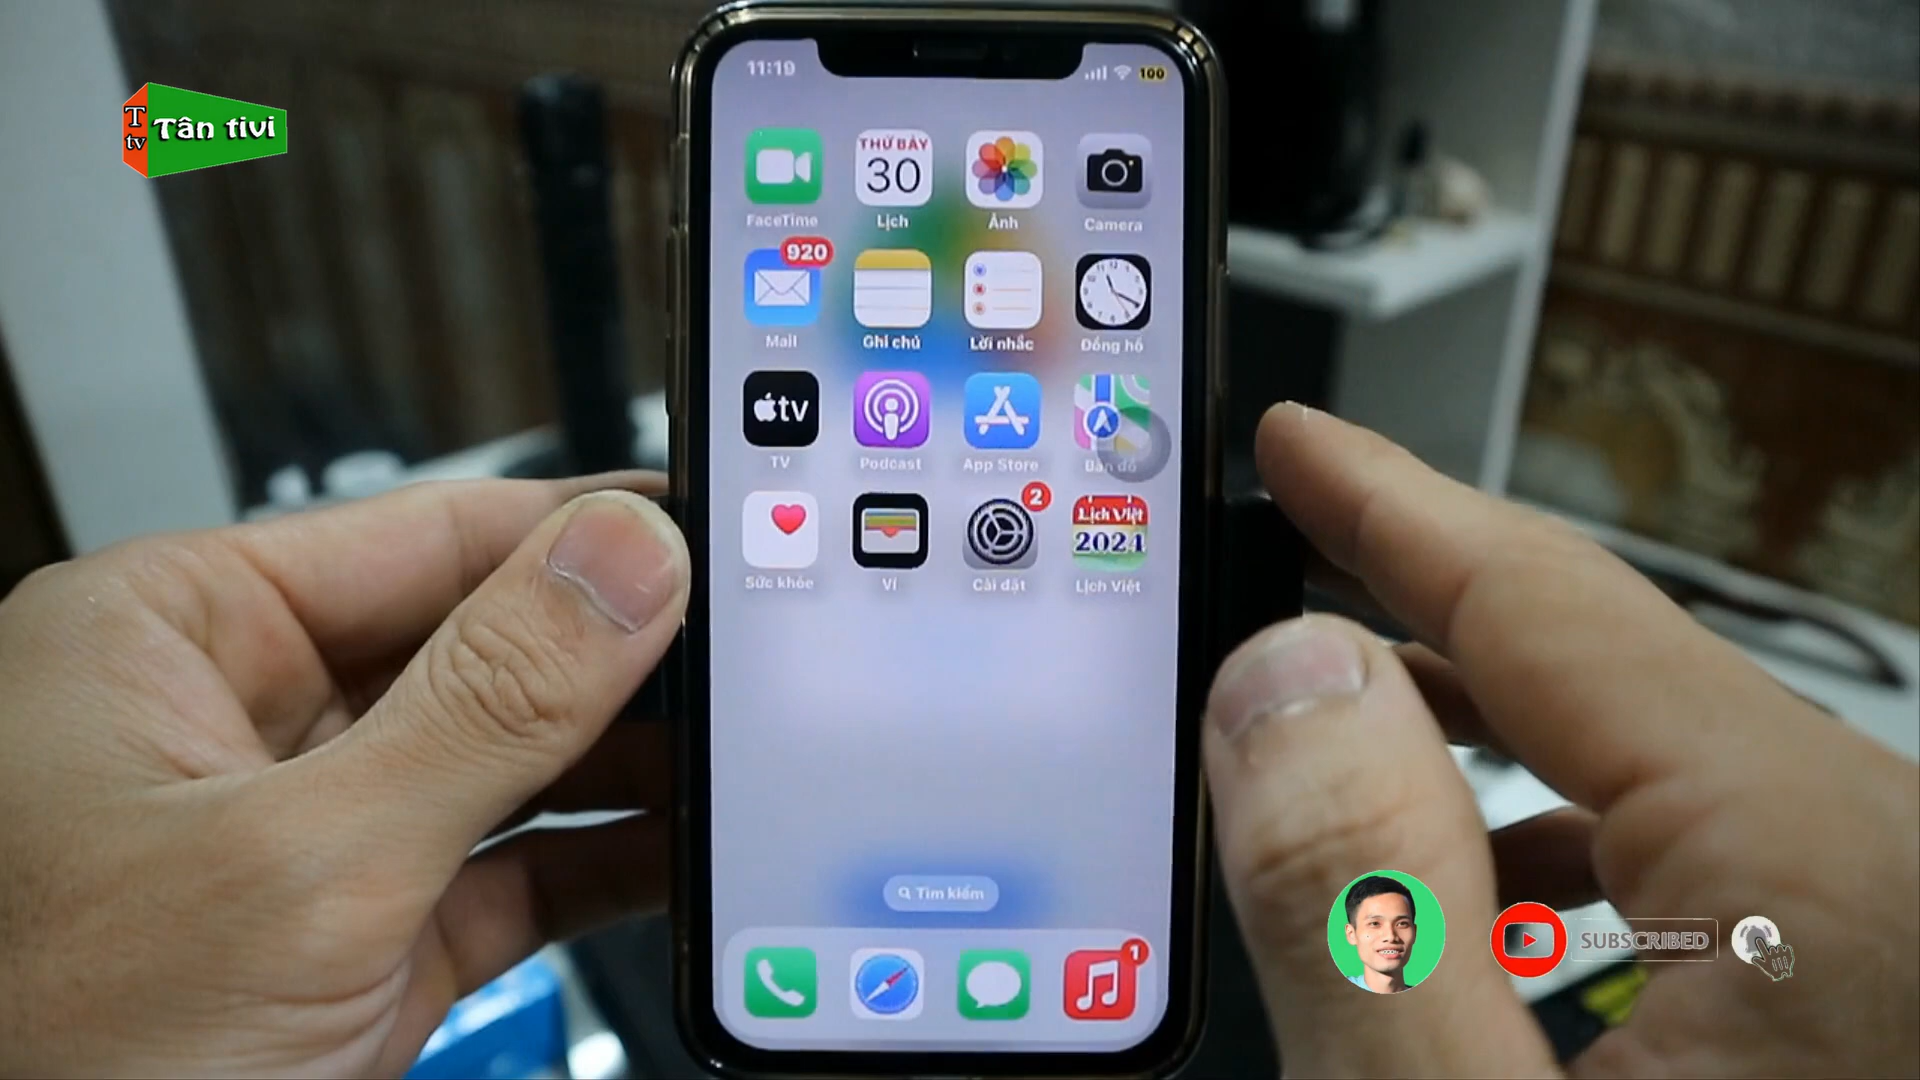 11:19
100
T
tv
Tân tivi
THỨ BẢY
30
FaceTime
Lịch
Ảnh
Camera
920
Mail
Ghi chú
Lời nhắc
Đồng hồ
tv
TV
Podcast
App Store
Bản đồ
2
Lịch Việt
2024
Sức khỏe
Ví
Cài đặt
Lịch Việt
Tìm kiếm
1
SUBSCRIBED